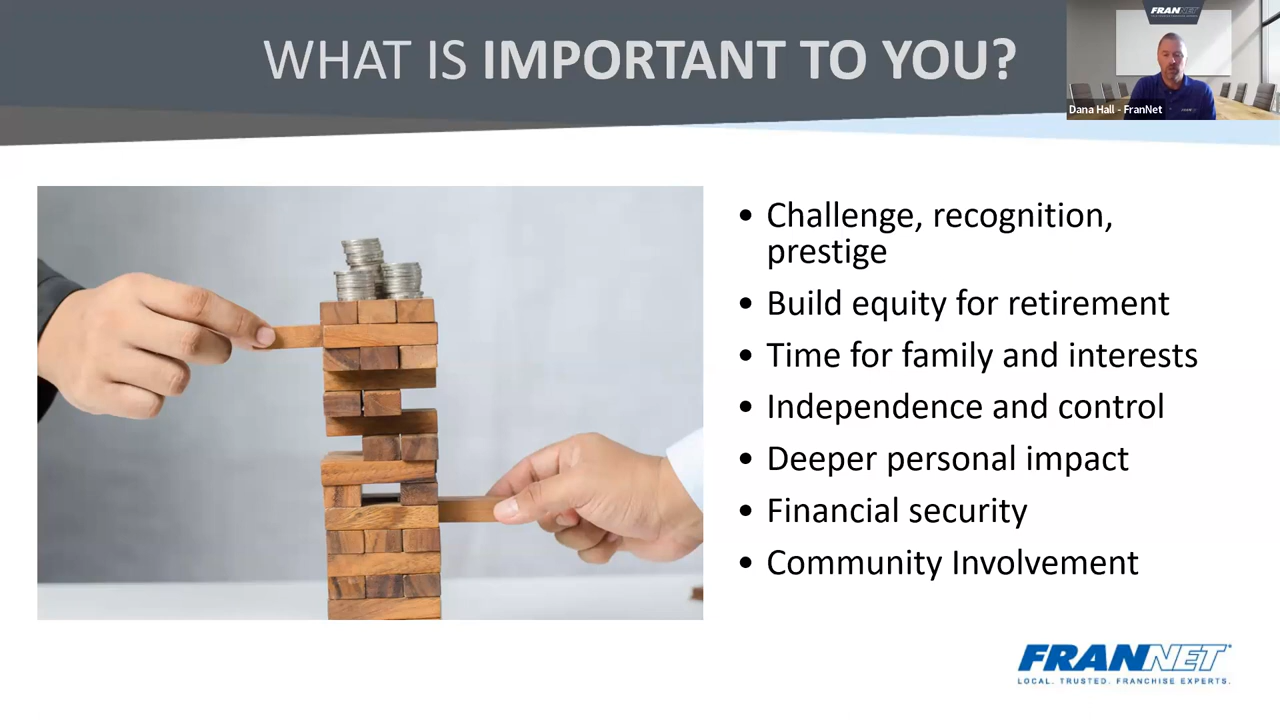 WHAT IS IMPORTANT TO YOU?
FRANNET
Dana Hall - FranNet
• Challenge, recognition,
prestige
• Build equity for retirement
• Time for family and interests
• Independence and control
• Deeper personal impact
• Financial security
• Community Involvement
FRANNET
LOCAL. TRUSTED. FRANCHISE EXPERTS.